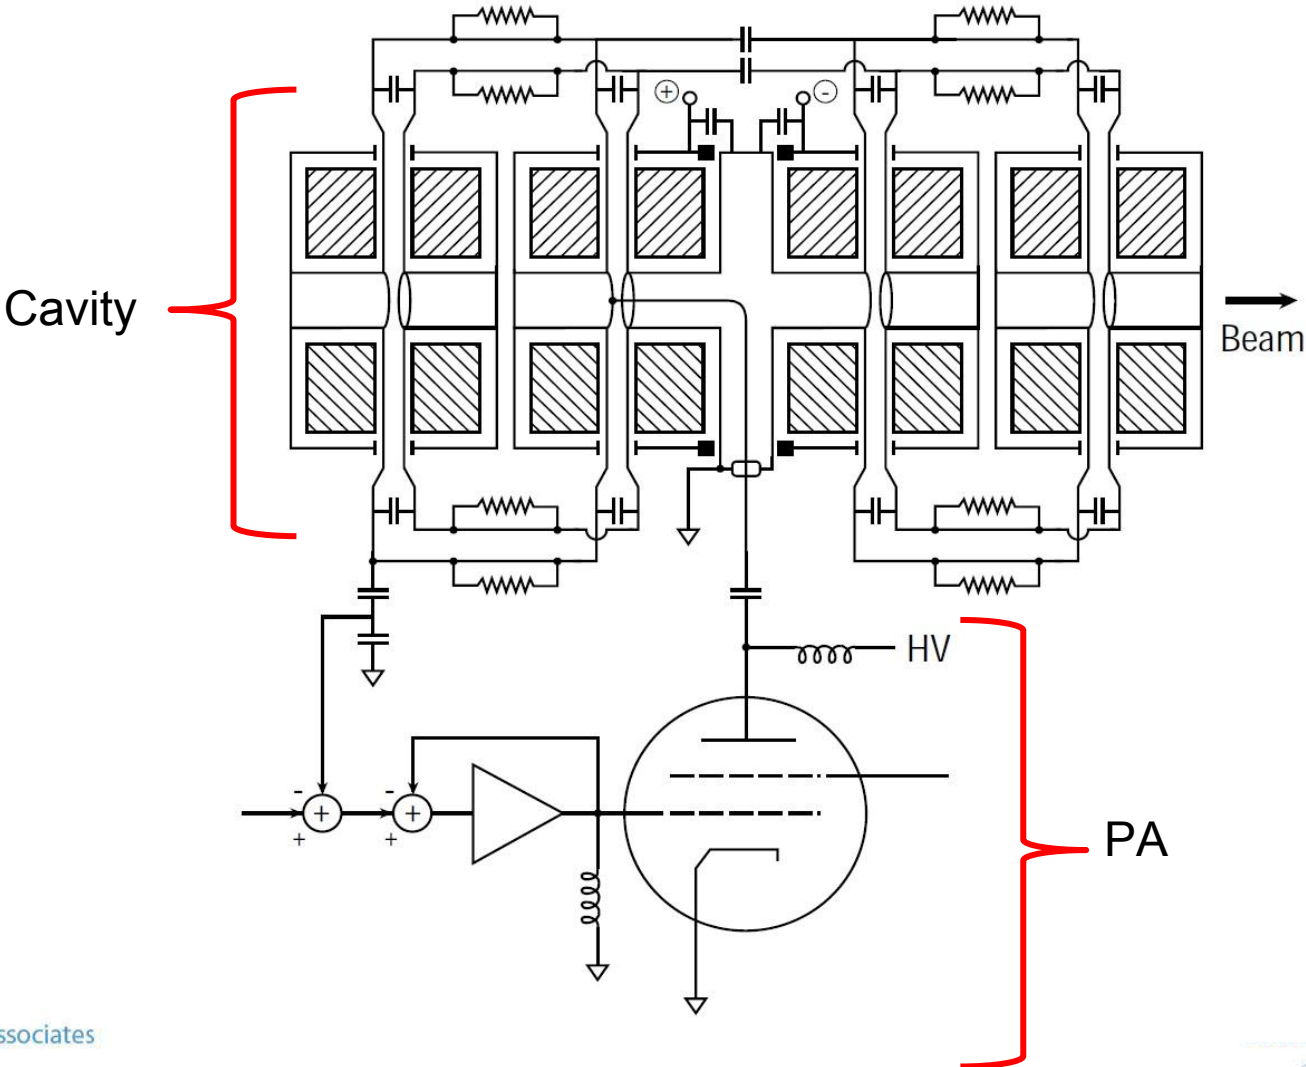 +
-
Cavity
Beam
HV
-
-
+
+
+
+
PA
ssociates